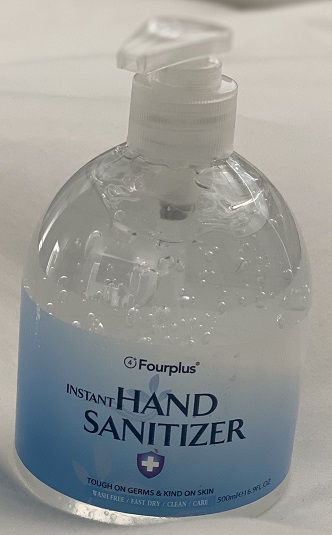 4 Fourplus®
INSTANT HAND
SANITIZER
TOUGH ON GERMS & KIND ON SKIN
WASH FREE / FAST DRY / CLEAN / CARE
500ml℮16.9FL.OZ